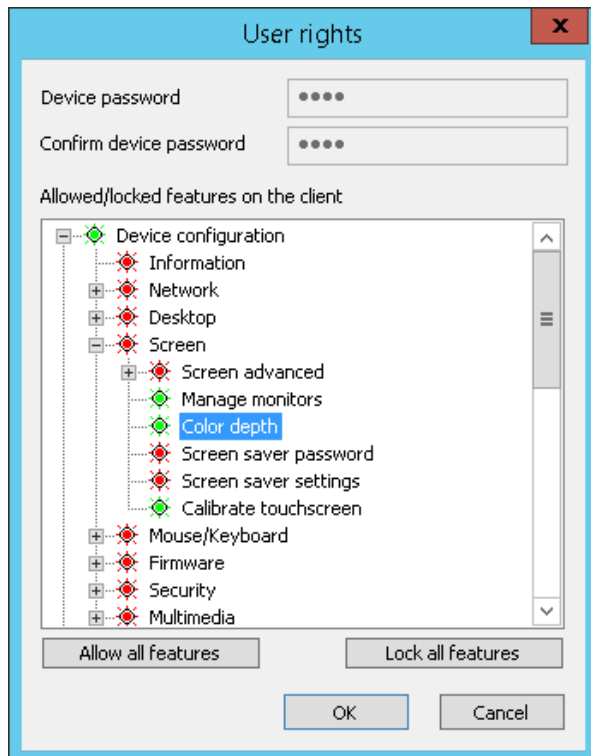 User rights
x
Device password
••••
Confirm device password
••••
Allowed/locked features on the client
Device configuration
Information
Network
Desktop
Screen
Screen advanced
Manage monitors
Color depth
Screen saver password
Screen saver settings
Calibrate touchscreen
Mouse/Keyboard
Firmware
Security
Multimedia
Allow all features Lock all features
OK Cancel